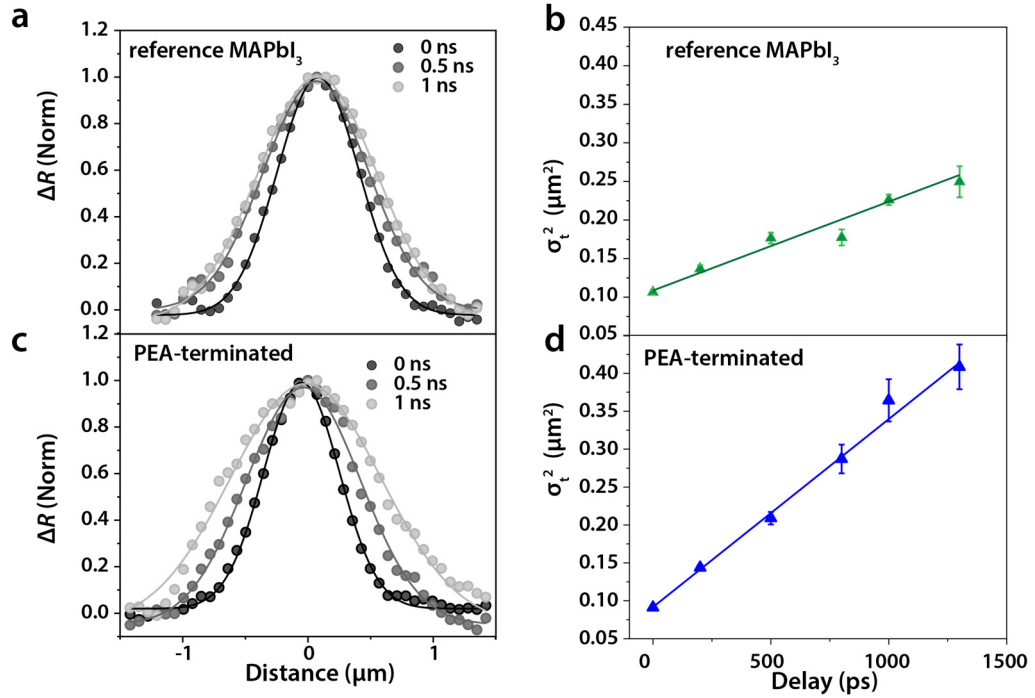 a
1.2
1.0
0.8
0.6
0.4
0.2
0.0
ΔR (Norm)
reference MAPbI₃
0 ns
0.5 ns
1 ns
b
0.45
0.40
0.35
0.30
0.25
0.20
0.15
0.10
0.05
σₜ² (μm²)
reference MAPbI₃
c
1.2
1.0
0.8
0.6
0.4
0.2
0.0
ΔR (Norm)
PEA-terminated
0 ns
0.5 ns
1 ns
-1
0
1
Distance (μm)
d
0.40
0.35
0.30
0.25
0.20
0.15
0.10
0.05
σₜ² (μm²)
PEA-terminated
0
500
1000
1500
Delay (ps)